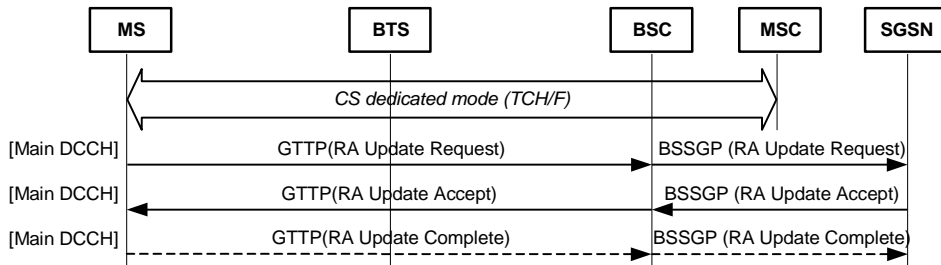 MS BTS BSC MSC SGSN
CS dedicated mode (TCH/F)
[Main DCCH] GTTP(RA Update Request) BSSGP (RA Update Request)
[Main DCCH] GTTP(RA Update Accept) BSSGP (RA Update Accept)
[Main DCCH] GTTP(RA Update Complete) BSSGP (RA Update Complete)